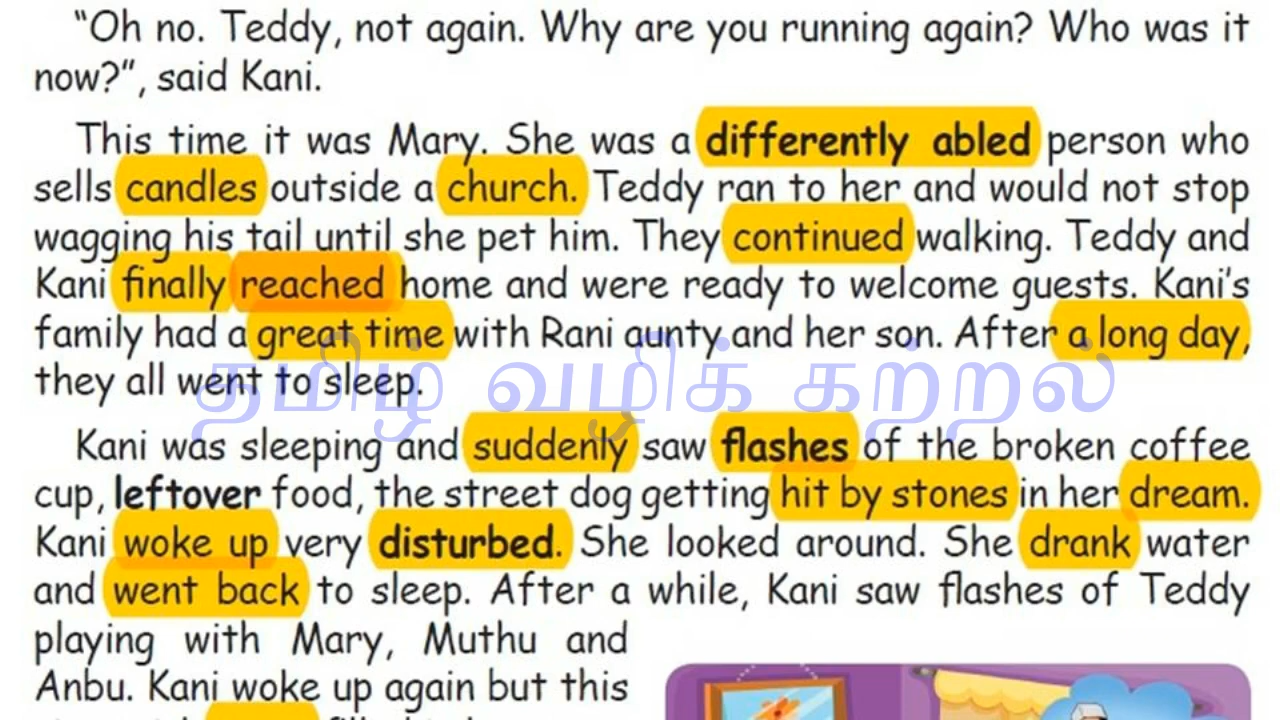 “Oh no. Teddy, not again. Why are you running again? Who was it
now?”, said Kani.
This time it was Mary. She was a differently abled person who
sells candles outside a church. Teddy ran to her and would not stop
wagging his tail until she pet him. They continued walking. Teddy and
Kani finally reached home and were ready to welcome guests. Kani’s
family had a great time with Rani aunty and her son. After a long day,
they all went to sleep.
தமிழ் வழிக் கற்றல்
Kani was sleeping and suddenly saw flashes of the broken coffee
cup, leftover food, the street dog getting hit by stones in her dream.
Kani woke up very disturbed. She looked around. She drank water
and went back to sleep. After a while, Kani saw flashes of Teddy
playing with Mary, Muthu and
Anbu. Kani woke up again but this